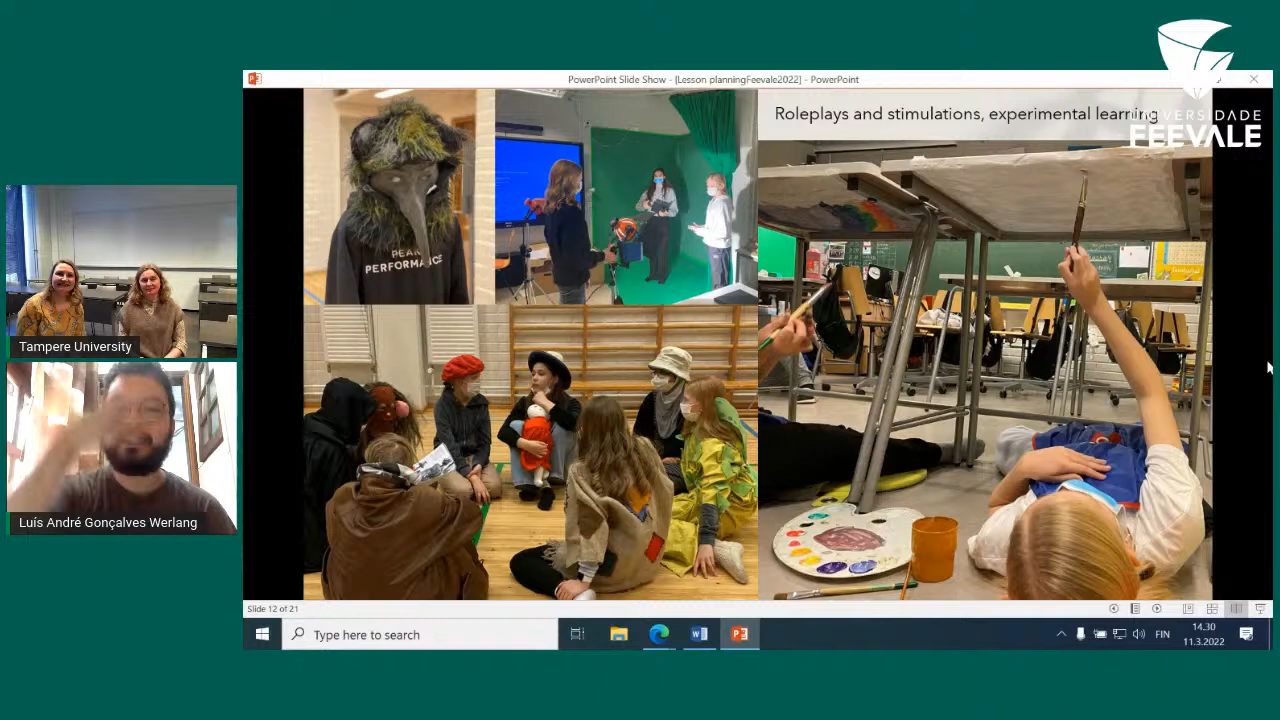 PowerPoint Slide Show - [Lesson planningFeevale2022] - PowerPoint
Roleplays and stimulations, experimental learning
UNIVERSIDADE
FEEVALE
PEAK
PERFORMANCE
Tampere University
Luís André Gonçalves Werlang
Slide 12 of 21
Type here to search
FIN
14.30
11.3.2022